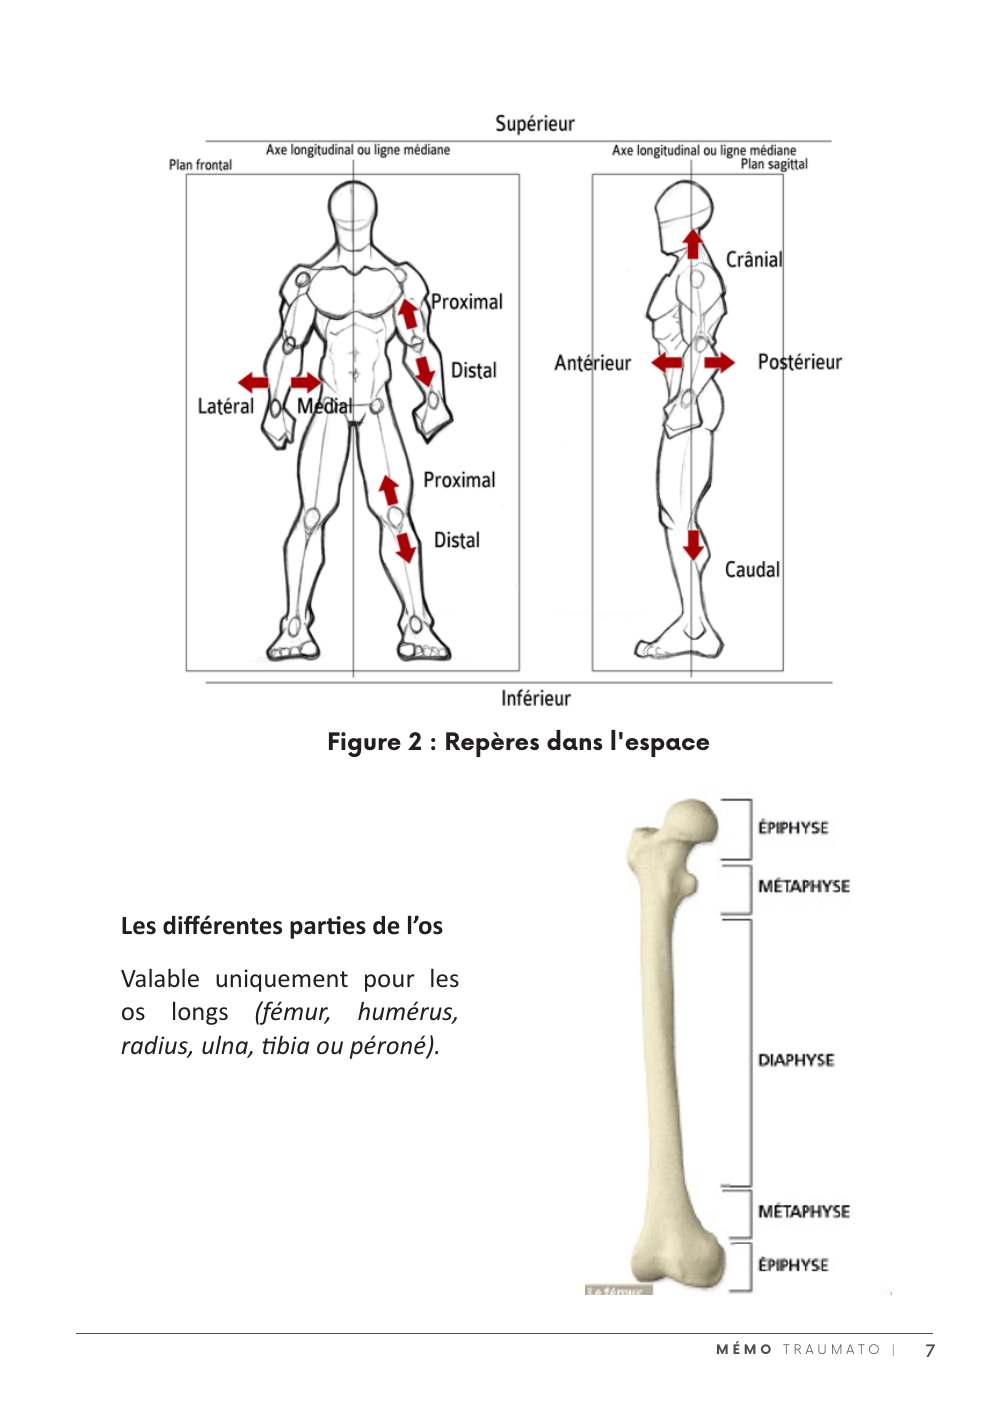 Supérieur
Axe longitudinal ou ligne médiane
Axe longitudinal ou ligne médiane
Plan frontal
Plan sagittal
Crânial
Proximal
Distal
Antérieur
Postérieur
Latéral
Médial
Proximal
Distal
Caudal
Inférieur
Figure 2 : Repères dans l'espace
ÉPIPHYSE
MÉTAPHYSE
Les différentes parties de l’os
Valable uniquement pour les
os longs (fémur, humérus,
radius, ulna, tibia ou péroné).
DIAPHYSE
MÉTAPHYSE
ÉPIPHYSE
Le fémur
MÉMO TRAUMATO | 7